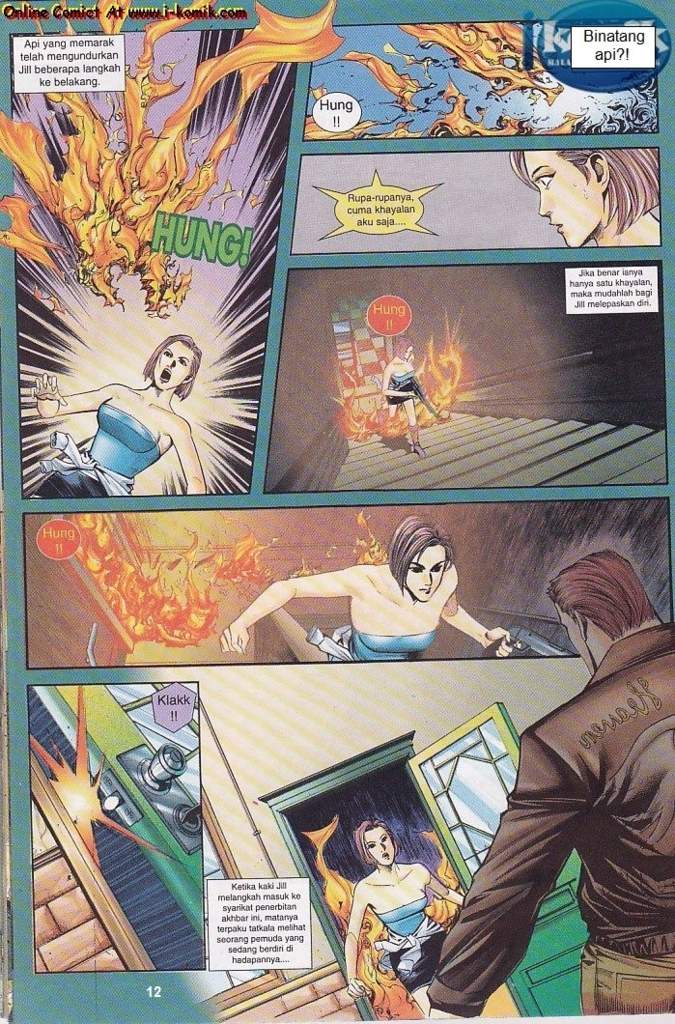 Online Comict At www.i-komik.com
Api yang memarak
telah mengundurkan
Jill beberapa langkah
ke belakang.
HUNG!
Binatang
api?!
Hung
!!
Rupa-rupanya,
cuma khayalan
aku saja....
Jika benar ianya
hanya satu khayalan,
maka mudahlah bagi
Jill melepaskan diri.
Hung
!!
Hung
!!
Klakk
!!
Ketika kaki Jill
melangkah masuk ke
syarikat penerbitan
akhbar ini, matanya
terpaku tatkala melihat
seorang pemuda yang
sedang berdiri di
hadapannya....
12